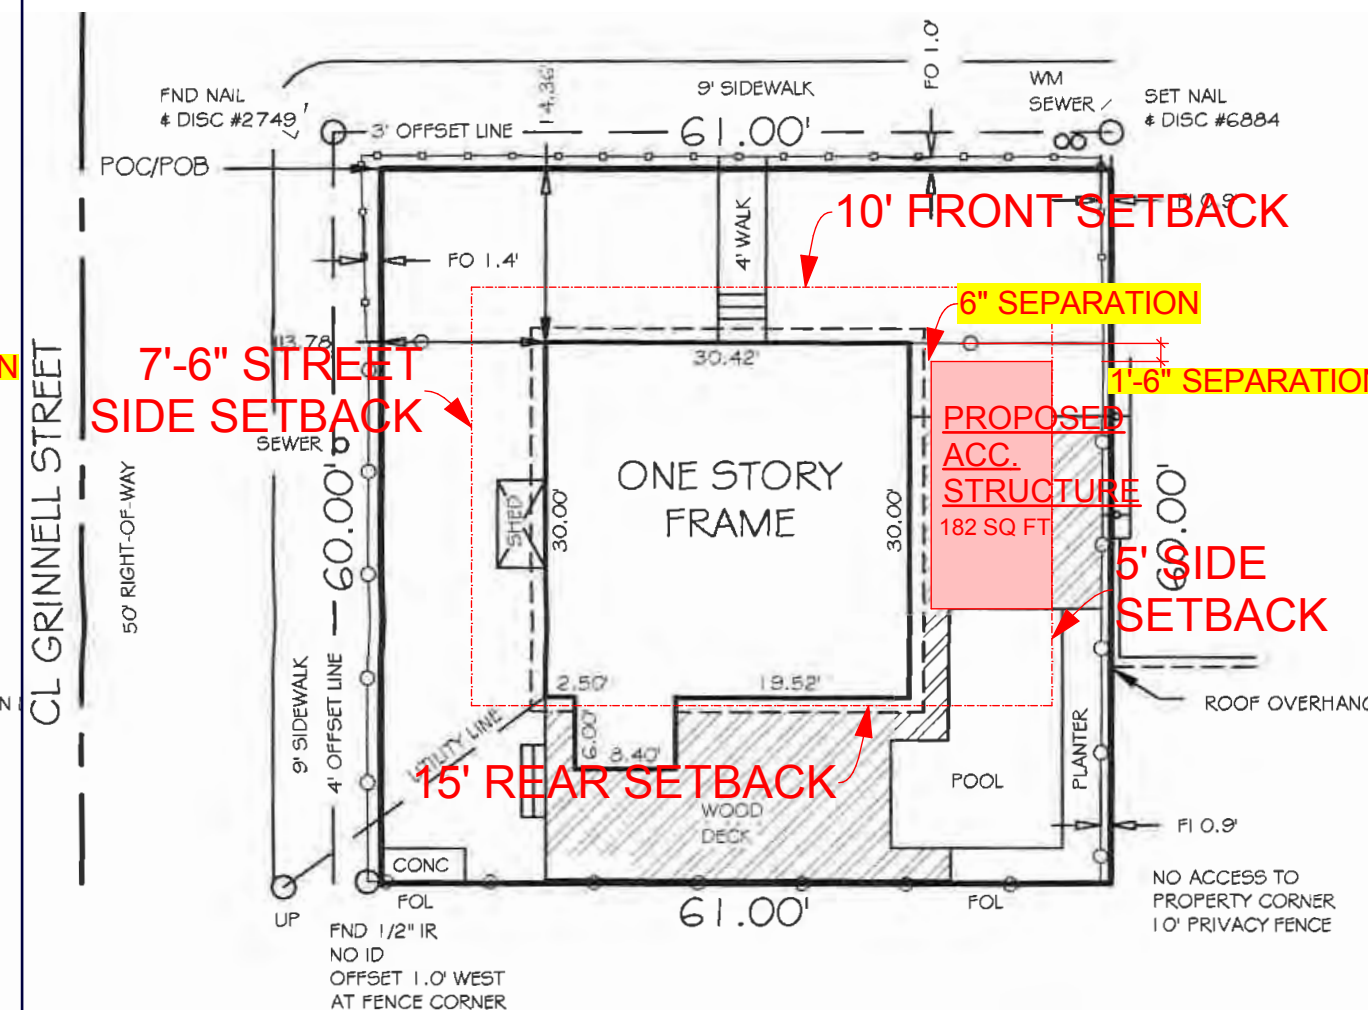 FO 1.0'
WM
SEWER
SET NAIL
& DISC #6884
9' SIDEWALK
14.36'
FND NAIL
& DISC #2749
3' OFFSET LINE
61.00'
POC/POB
4' WALK
10' FRONT SETBACK
FI 0.9'
FO 1.4'
6" SEPARATION
13.78
30.42'
N
7'-6" STREET
SIDE SETBACK
1'-6" SEPARATION
PROPOSED
ACC.
STRUCTURE
182 SQ FT
SEWER
CL GRINNELL STREET
50' RIGHT-OF-WAY
60.00'
SHED
30.00'
ONE STORY
FRAME
30.00'
60.00'
5' SIDE
SETBACK
9' SIDEWALK
4' OFFSET LINE
2.50'
19.52'
6.00'
8.40'
UTILITY LINE
15' REAR SETBACK
WOOD
DECK
POOL
PLANTER
ROOF OVERHANG
N
FI 0.9'
CONC
FOL
61.00'
FOL
UP
NO ACCESS TO
PROPERTY CORNER
10' PRIVACY FENCE
FND 1/2" IR
NO ID
OFFSET 1.0' WEST
AT FENCE CORNER